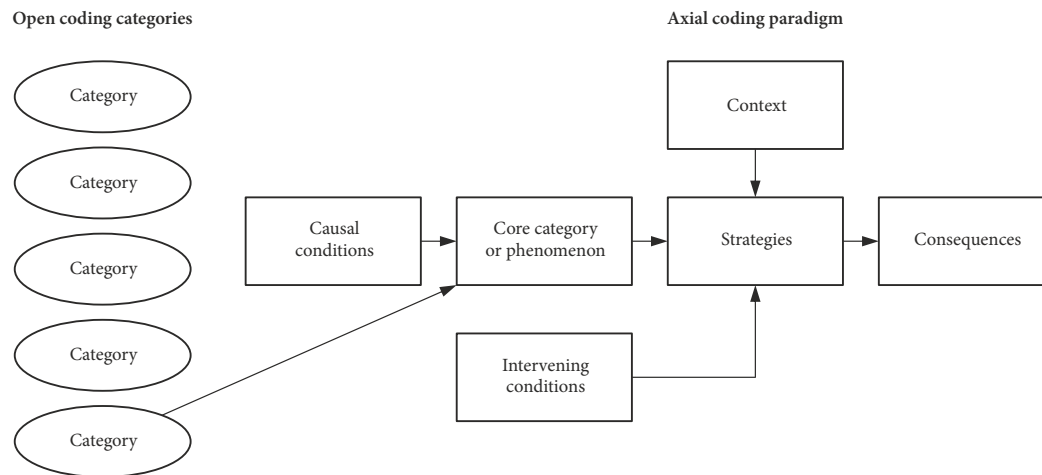 Open coding categories
Axial coding paradigm
Category
Category
Category
Category
Category
Causal
conditions
Core category
or phenomenon
Context
Strategies
Consequences
Intervening
conditions